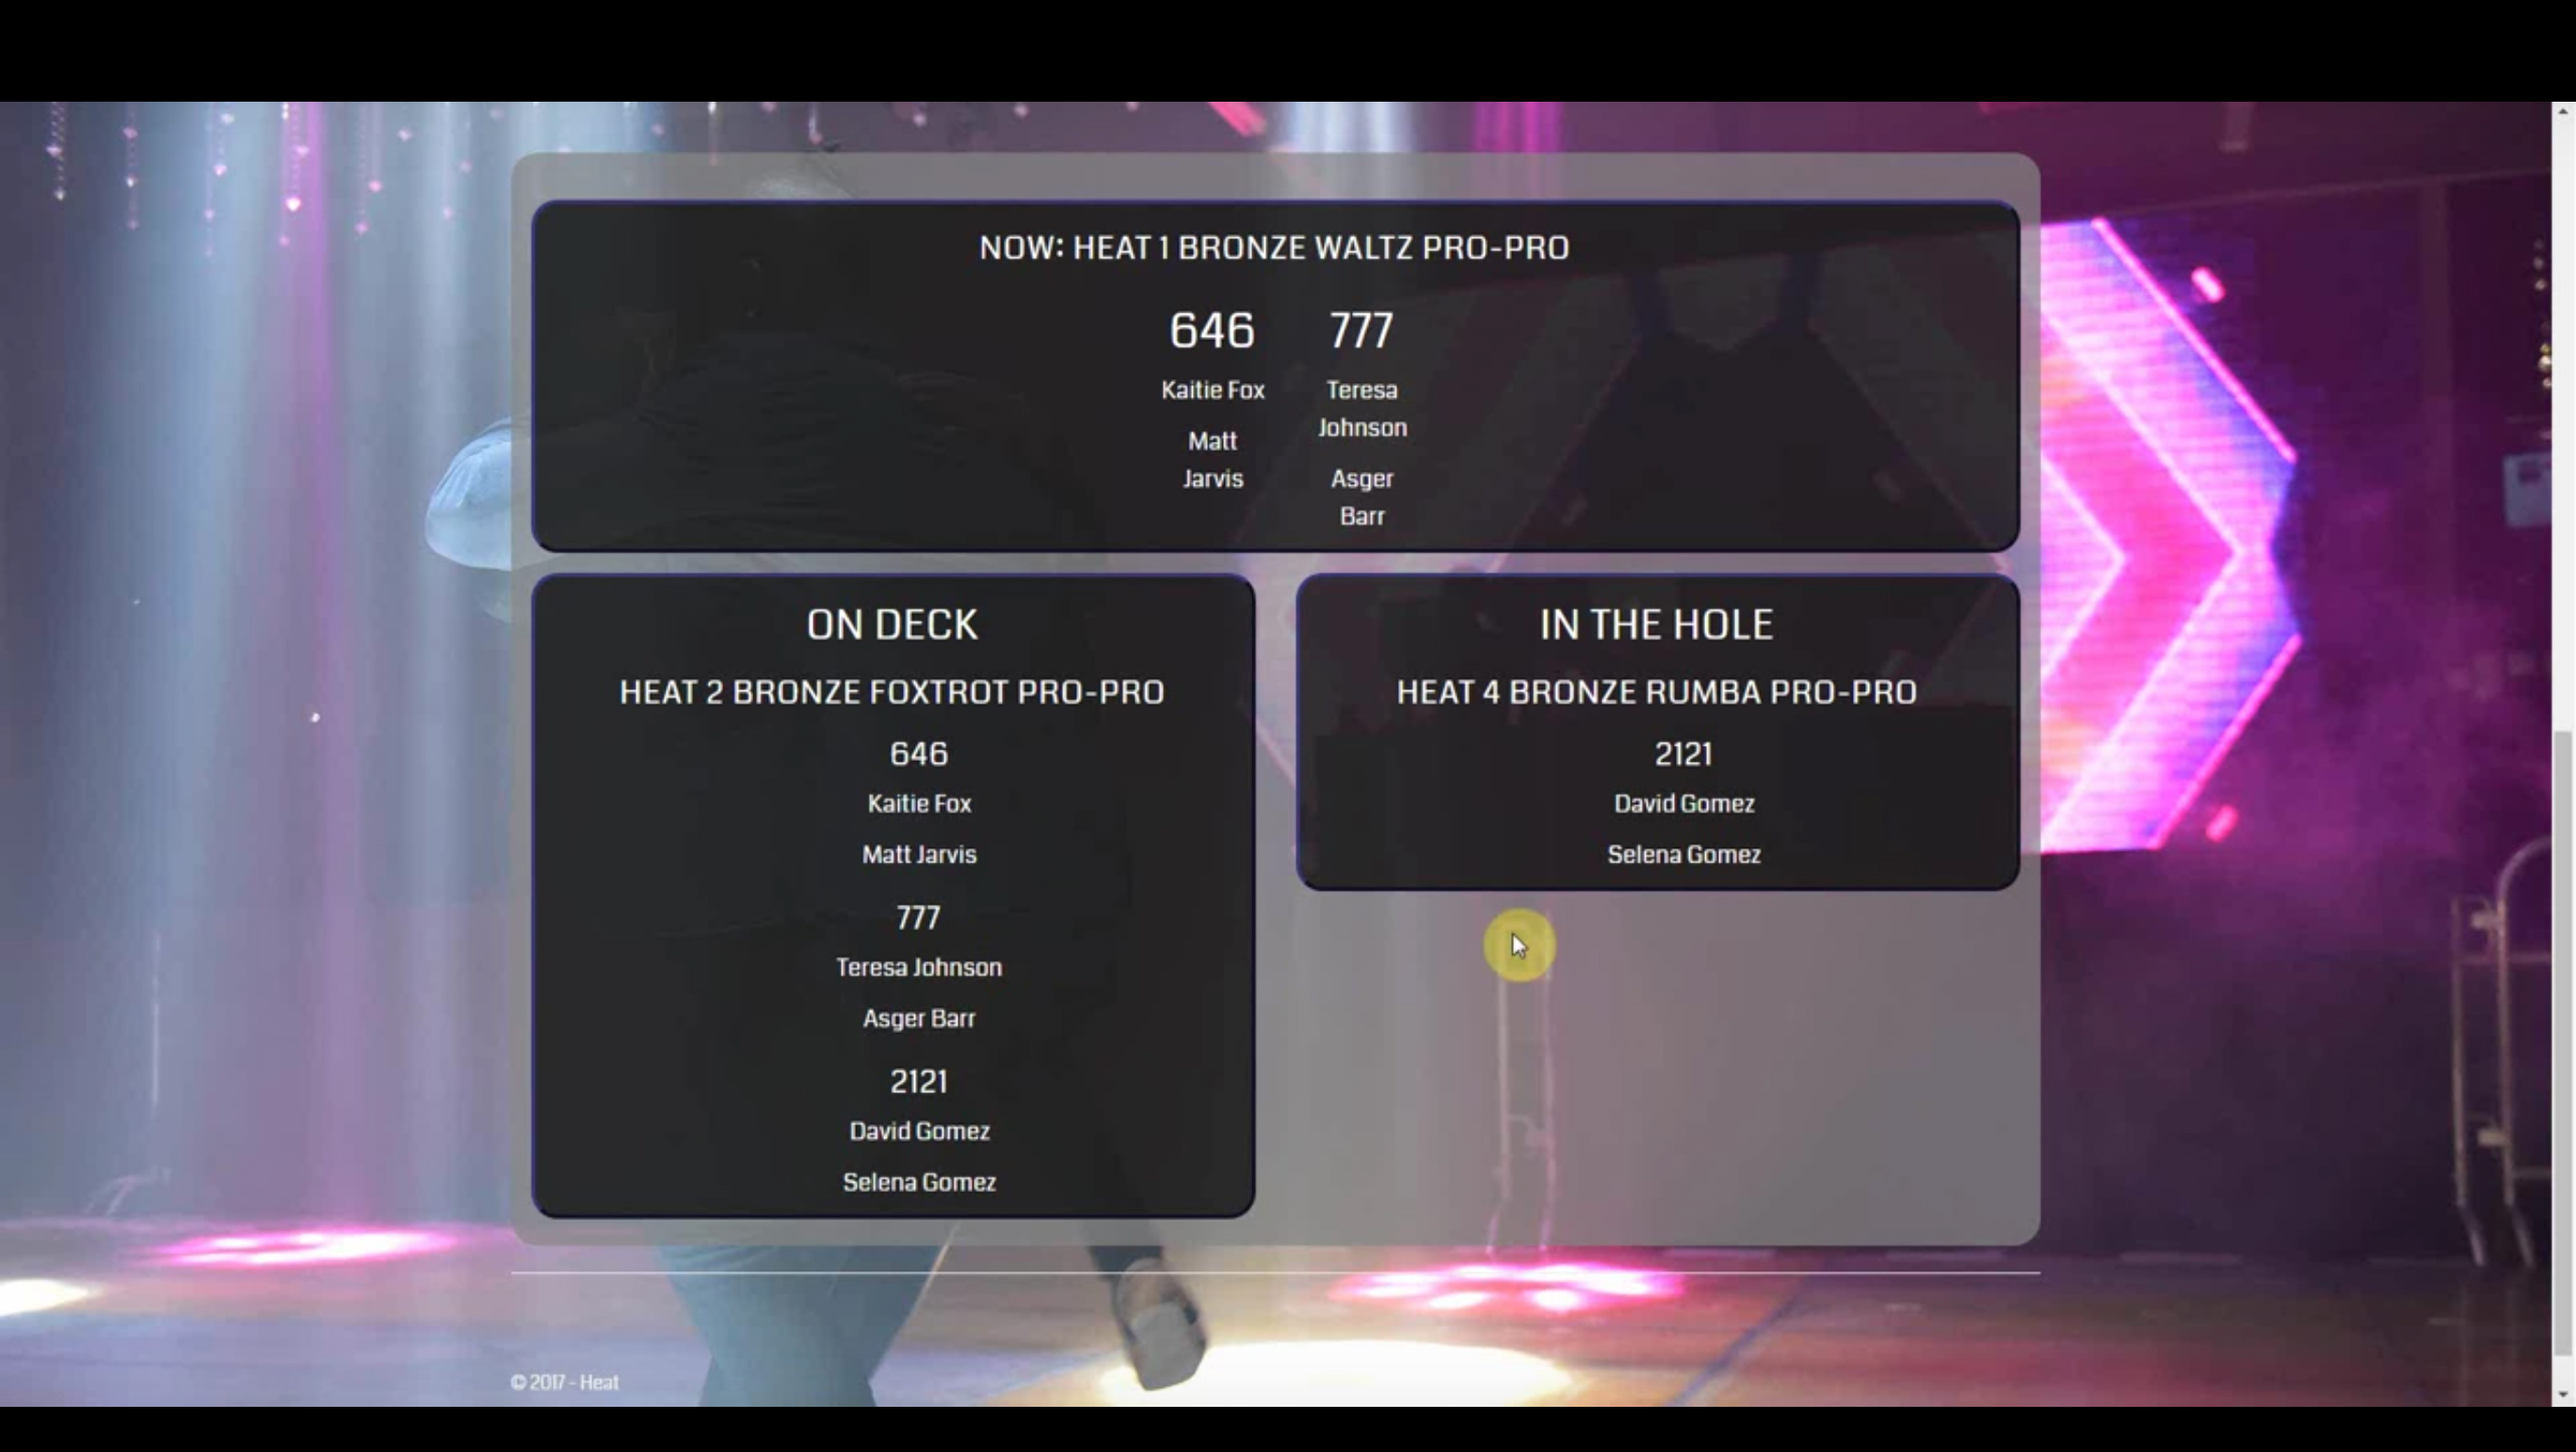 NOW: HEAT 1 BRONZE WALTZ PRO-PRO
646
Kaitie Fox
Matt
Jarvis
777
Teresa
Johnson
Asger
Barr
ON DECK
HEAT 2 BRONZE FOXTROT PRO-PRO
646
Kaitie Fox
Matt Jarvis
777
Teresa Johnson
Asger Barr
2121
David Gomez
Selena Gomez
IN THE HOLE
HEAT 4 BRONZE RUMBA PRO-PRO
2121
David Gomez
Selena Gomez
© 2017 - Heat